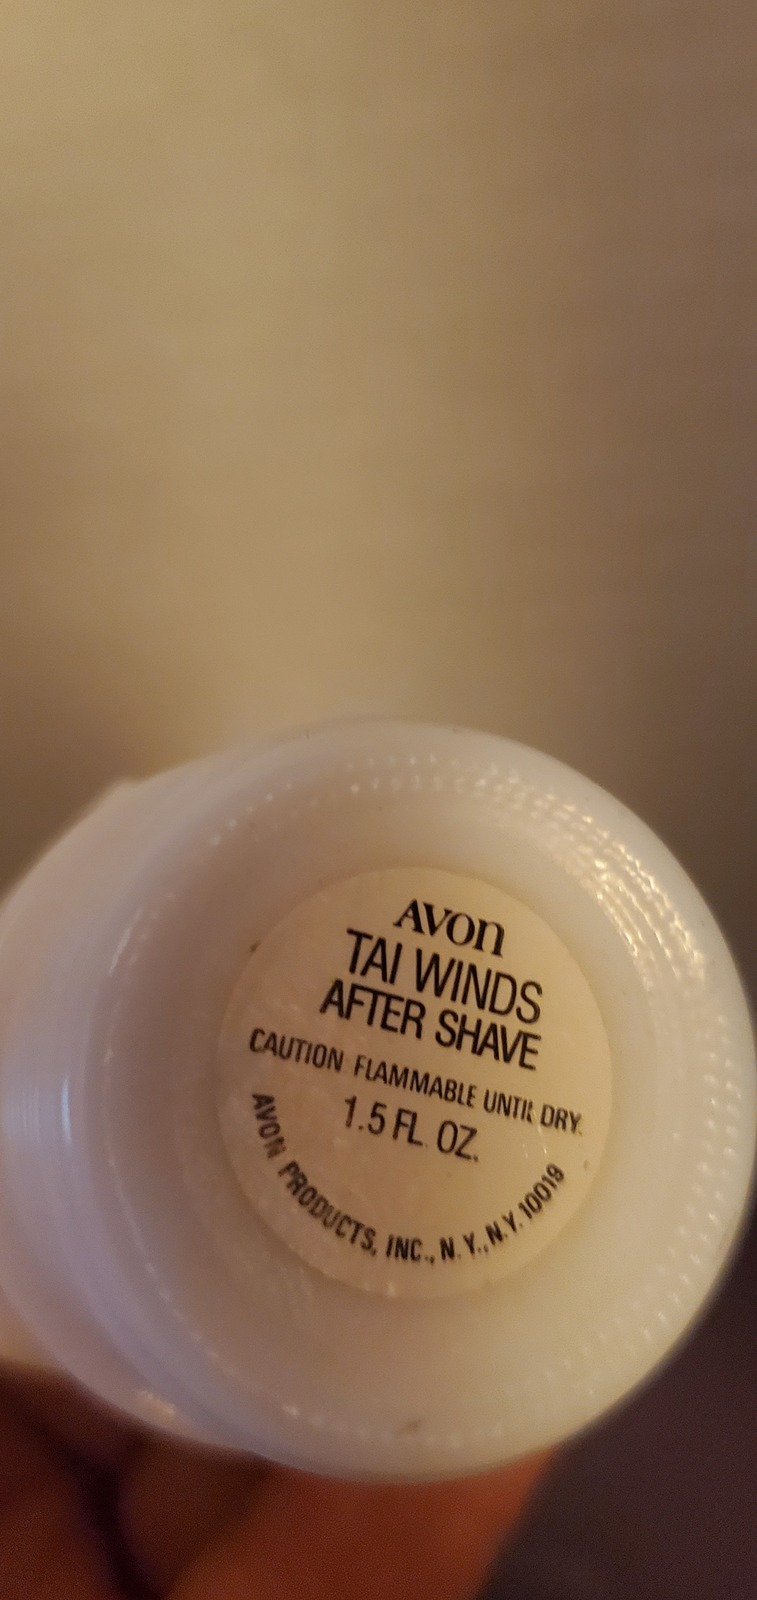 AVON
TAI WINDS
AFTER SHAVE
CAUTION FLAMMABLE UNTIL DRY.
1.5 FL. OZ.
AVON PRODUCTS, INC., N.Y., N.Y. 10019